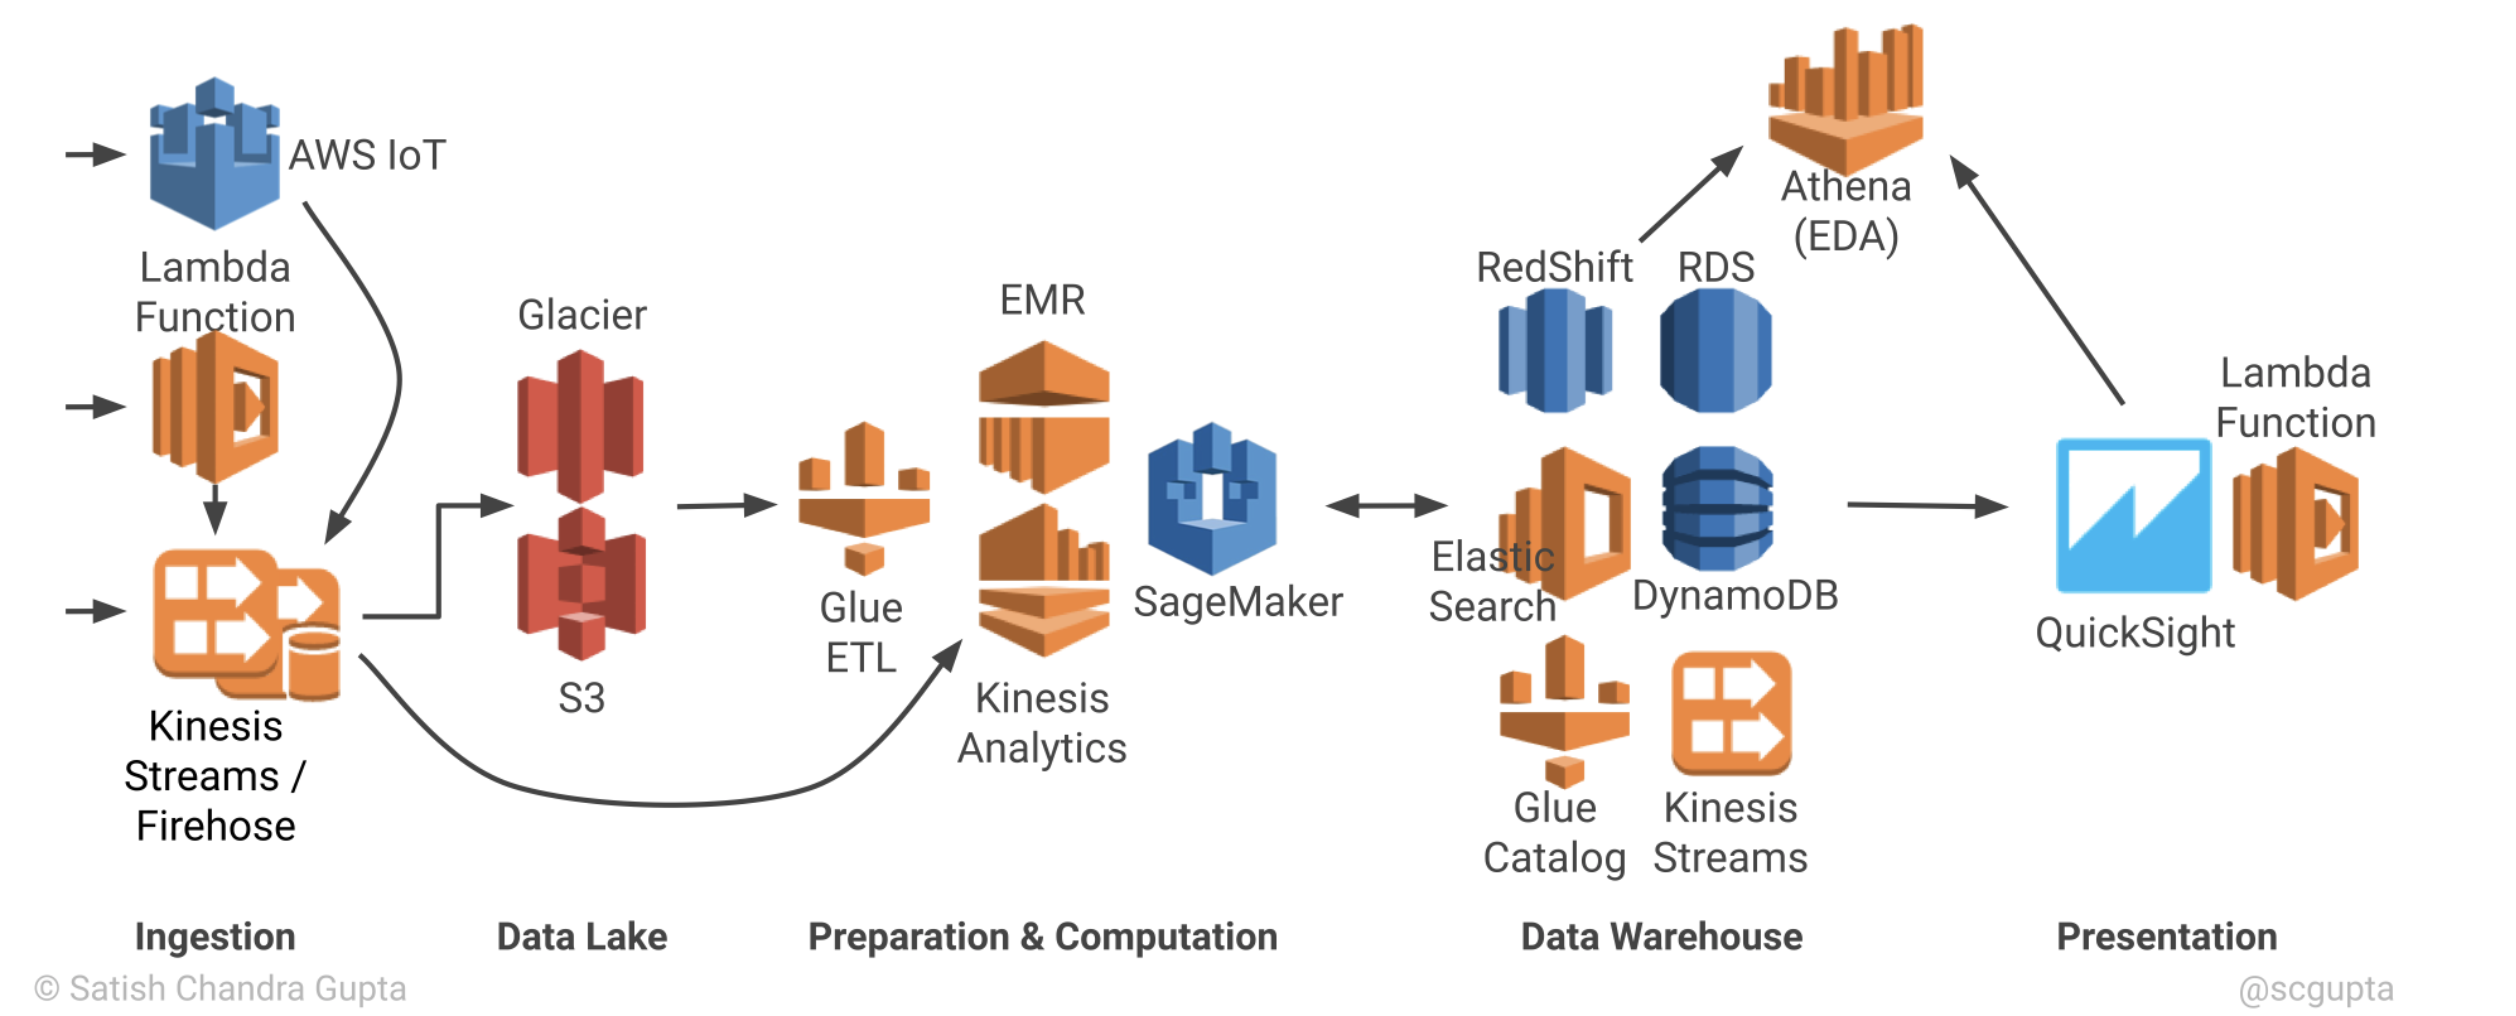 AWS IoT
Lambda
Function
Kinesis
Streams /
Firehose
Glacier
S3
Glue
ETL
EMR
Kinesis
Analytics
SageMaker
RedShift
RDS
Elastic
Search
DynamoDB
Glue
Catalog
Kinesis
Streams
Athena
(EDA)
QuickSight
Lambda
Function
Ingestion
Data Lake
Preparation & Computation
Data Warehouse
Presentation
© Satish Chandra Gupta
@scgupta